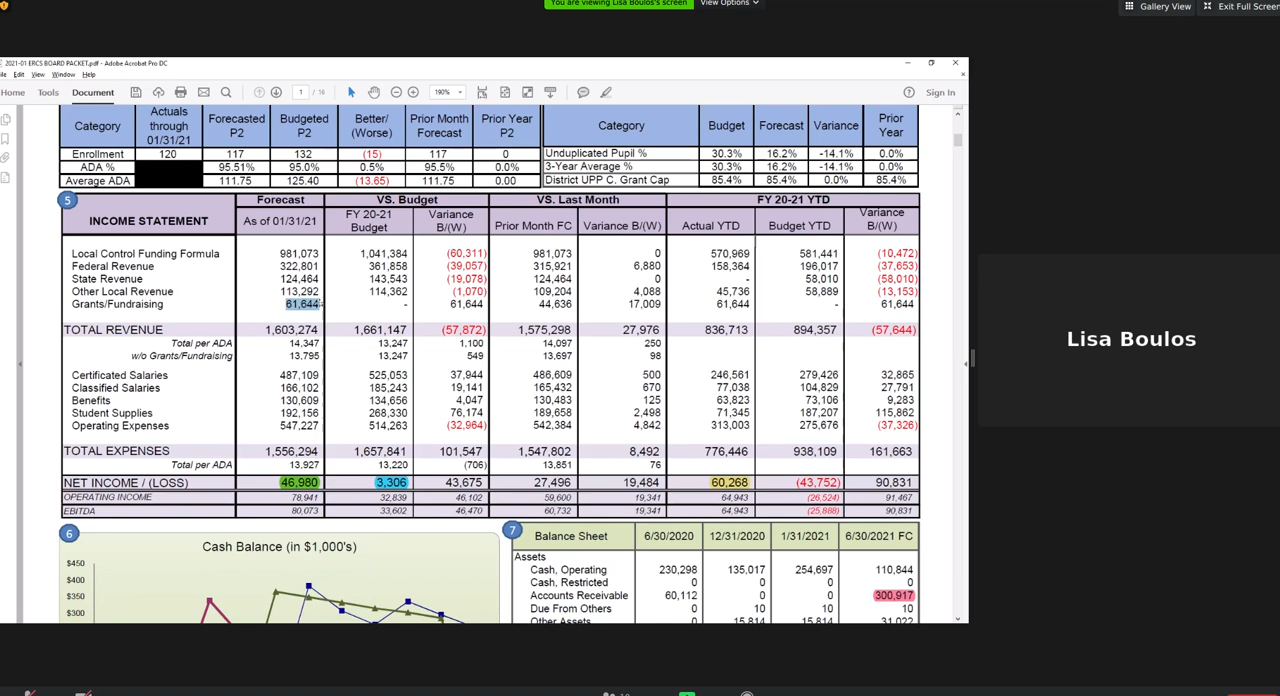 You are viewing Lisa Boulos's screen View Options
Gallery View Exit Full Screen
2021-01 ERCS BOARD PACKET.pdf - Adobe Acrobat Pro DC
ile Edit View Window Help
Home Tools Document 1 / 16 190% Sign In
Category Actuals through 01/31/21 Forecasted P2 Budgeted P2 Better/ (Worse) Prior Month Forecast Prior Year P2 Category Budget Forecast Variance Prior Year
Enrollment 120 117 132 (15) 117 0 Unduplicated Pupil % 30.3% 16.2% -14.1% 0.0%
ADA % 95.51% 95.0% 0.5% 95.5% 0.0% 3-Year Average % 30.3% 16.2% -14.1% 0.0%
Average ADA 111.75 125.40 (13.65) 111.75 0.00 District UPP C. Grant Cap 85.4% 85.4% 0.0% 85.4%
5 Forecast VS. Budget VS. Last Month FY 20-21 YTD
INCOME STATEMENT As of 01/31/21 FY 20-21 Budget Variance B/(W) Prior Month FC Variance B/(W) Actual YTD Budget YTD Variance B/(W)
Local Control Funding Formula 981,073 1,041,384 (60,311) 981,073 0 570,969 581,441 (10,472)
Federal Revenue 322,801 361,858 (39,057) 315,921 6,880 158,364 196,017 (37,653)
State Revenue 124,464 143,543 (19,078) 124,464 0 - 58,010 (58,010)
Other Local Revenue 113,292 114,362 (1,070) 109,204 4,088 45,736 58,889 (13,153)
Grants/Fundraising 61,644 - 61,644 44,636 17,009 61,644 - 61,644
TOTAL REVENUE 1,603,274 1,661,147 (57,872) 1,575,298 27,976 836,713 894,357 (57,644)
Total per ADA 14,347 13,247 1,100 14,097 250
w/o Grants/Fundraising 13,795 13,247 549 13,697 98
Certificated Salaries 487,109 525,053 37,944 486,609 500 246,561 279,426 32,865
Classified Salaries 166,102 185,243 19,141 165,432 670 77,038 104,829 27,791
Benefits 130,609 134,656 4,047 130,483 125 63,823 73,106 9,283
Student Supplies 192,156 268,330 76,174 189,658 2,498 71,345 187,207 115,862
Operating Expenses 547,227 514,263 (32,964) 542,384 4,842 313,003 275,676 (37,326)
TOTAL EXPENSES 1,556,294 1,657,841 101,547 1,547,802 8,492 776,446 938,109 161,663
Total per ADA 13,927 13,220 (706) 13,851 76
NET INCOME / (LOSS) 46,980 3,306 43,675 27,496 19,484 60,268 (43,752) 90,831
OPERATING INCOME 78,941 32,839 46,102 59,600 19,341 64,943 (26,524) 91,467
EBITDA 80,073 33,602 46,470 60,732 19,341 64,943 (25,888) 90,831
6 Cash Balance (in $1,000's)
$450
$400
$350
$300
7 Balance Sheet 6/30/2020 12/31/2020 1/31/2021 6/30/2021 FC
Assets
Cash, Operating 230,298 135,017 254,697 110,844
Cash, Restricted 0 0 0 0
Accounts Receivable 60,112 0 0 300,917
Due From Others 0 10 10 10
Other Assets 0 15,814 15,814 31,022
Lisa Boulos